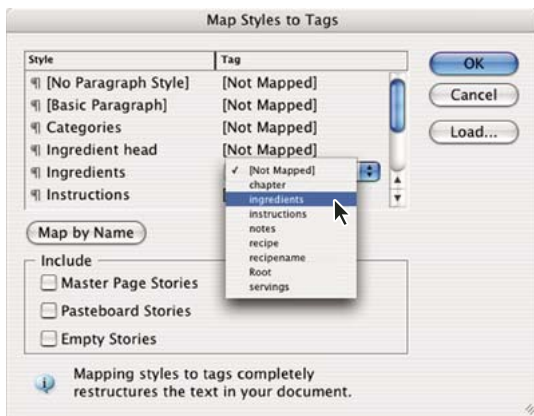 Map Styles to Tags
Style Tag
¶ [No Paragraph Style] [Not Mapped]
¶ [Basic Paragraph] [Not Mapped]
¶ Categories [Not Mapped]
¶ Ingredient head [Not Mapped]
¶ Ingredients
¶ Instructions
✓ [Not Mapped]
chapter
ingredients
instructions
notes
recipe
recipename
Root
servings
OK
Cancel
Load...
Map by Name
Include
Master Page Stories
Pasteboard Stories
Empty Stories
Mapping styles to tags completely
restructures the text in your document.